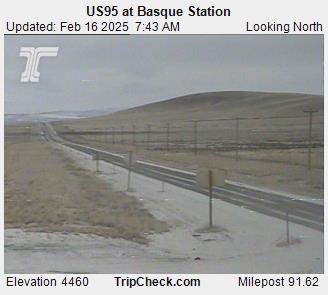 US95 at Basque Station
Updated: Feb 16 2025 7:43 AM Looking North
Elevation 4460 TripCheck.com Milepost 91.62